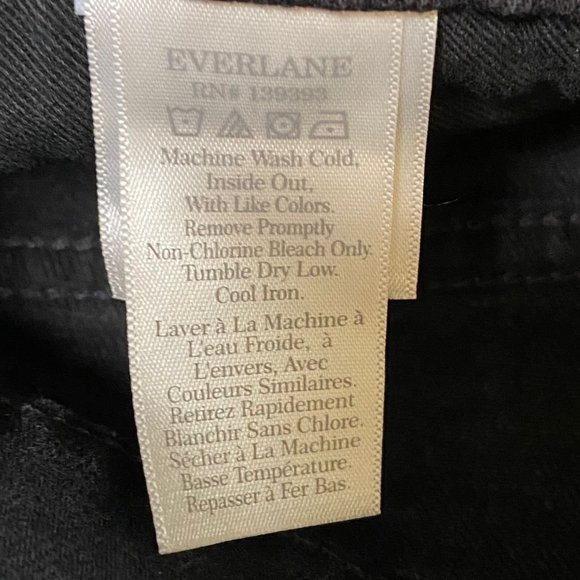 EVERLANE
RN# 139393
Machine Wash Cold,
Inside Out,
With Like Colors.
Remove Promptly
Non-Chlorine Bleach Only.
Tumble Dry Low.
Cool Iron.
Laver à La Machine à
L'eau Froide, à
L'envers, Avec
Couleurs Similaires.
Retirez Rapidement
Blanchir Sans Chlore.
Sécher à La Machine
Basse Température.
Repasser à Fer Bas.